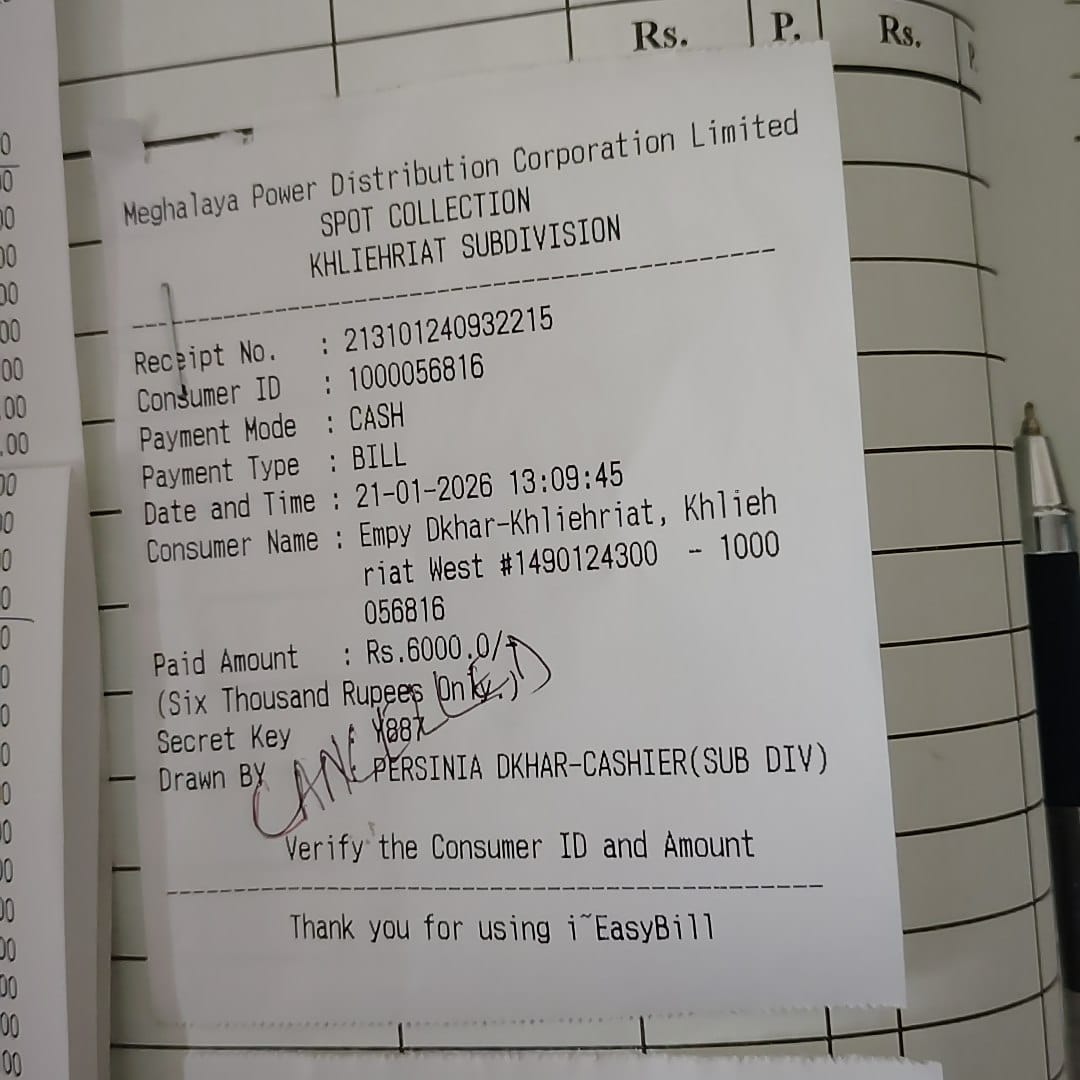 Rs. P. Rs. P.
Meghalaya Power Distribution Corporation Limited
SPOT COLLECTION
KHLIEHRIAT SUBDIVISION
Receipt No. : 213101240932215
Consumer ID : 1000056816
Payment Mode : CASH
Payment Type : BILL
Date and Time : 21-01-2026 13:09:45
Consumer Name : Empy Dkhar-Khliehriat, Khlieh
riat West #1490124300 - 1000
056816
Paid Amount : Rs.6000.0/-
(Six Thousand Rupees Only.)
Secret Key
Drawn BY : PERSINIA DKHAR-CASHIER(SUB DIV)
Verify the Consumer ID and Amount
Thank you for using i~EasyBill